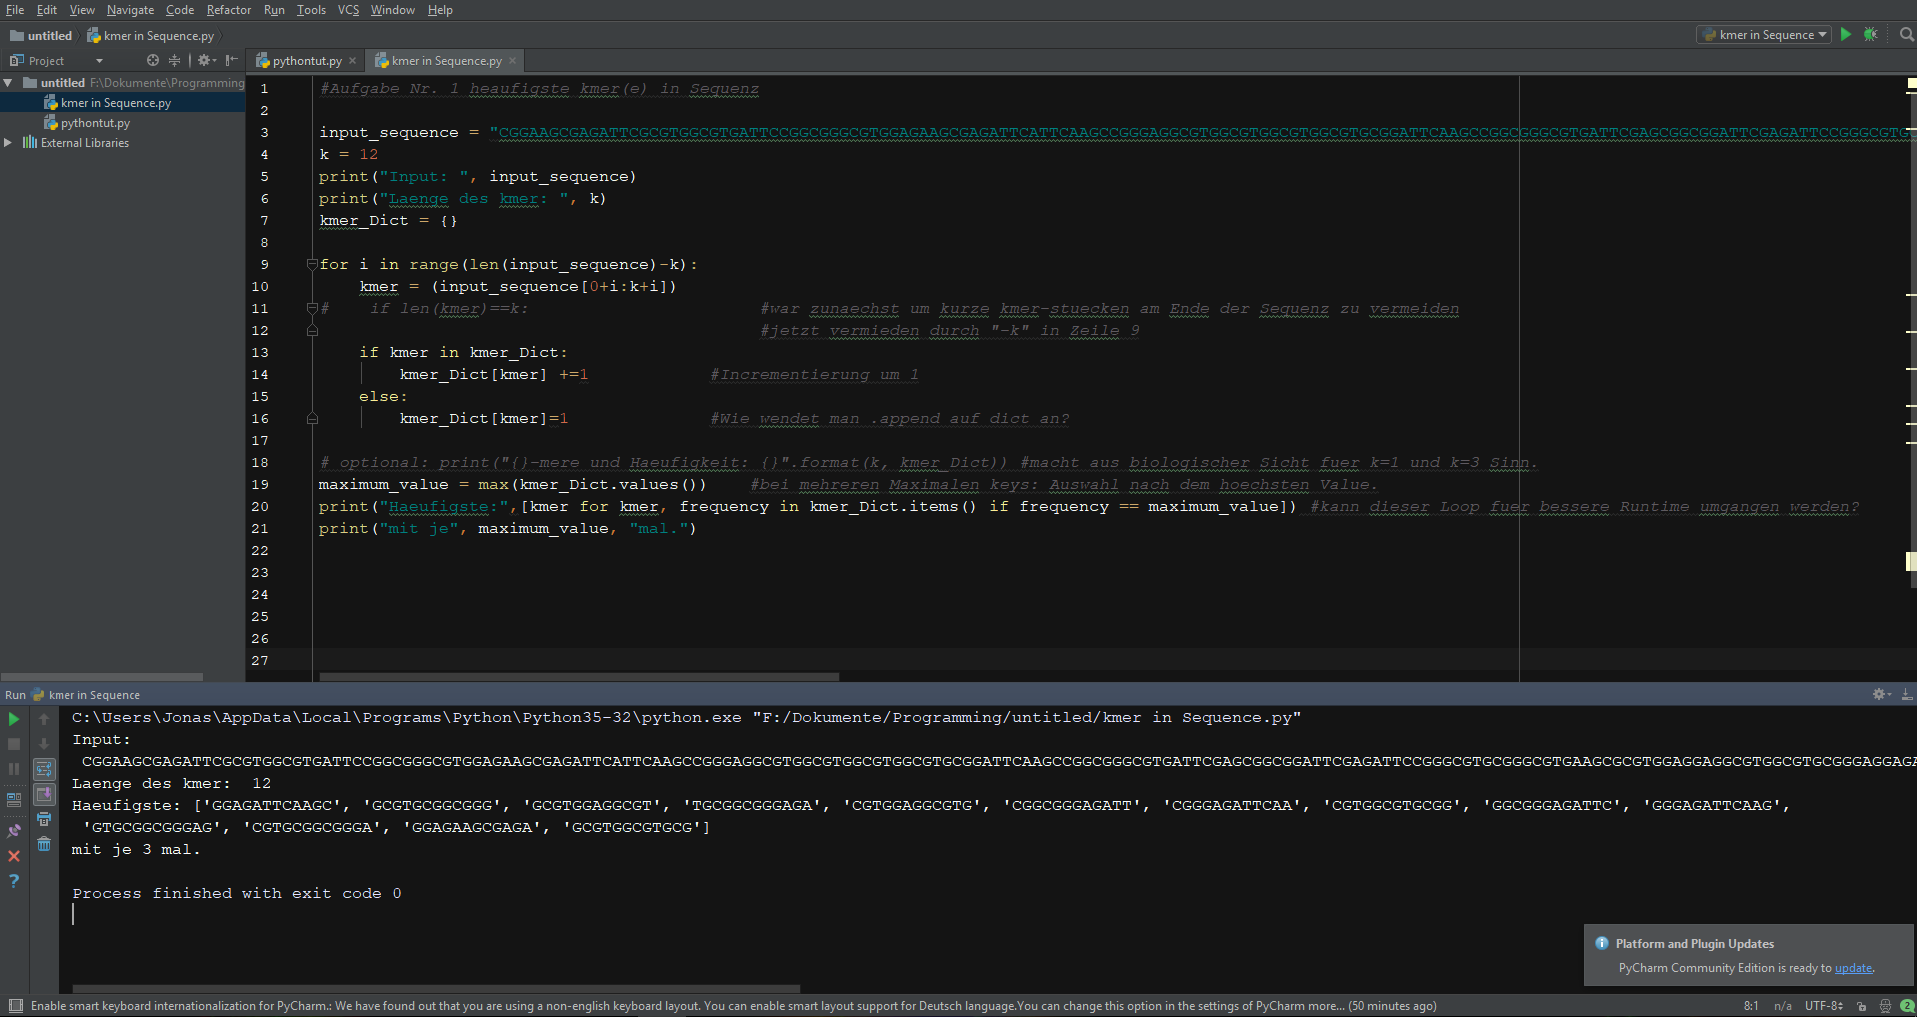 File Edit View Navigate Code Refactor Run Tools VCS Window Help
untitled kmer in Sequence.py
kmer in Sequence
Project
pythontut.py
kmer in Sequence.py
untitled F:\Dokumente\Programming
kmer in Sequence.py
pythontut.py
External Libraries
1 #Aufgabe Nr. 1 heaufigste kmer(e) in Sequenz
2
3 input_sequence = "CGGAAGCGAGATTCGCGTGGCGTGATTCCGGCGGGCGTGGAGAAGCGAGATTCATTCAAGCCGGGAGGCGTGGCGTGGCGTGGCGTGCGGATTCAAGCCGGCGGGCGTGATTCGAGCGGCGGATTCGAGATTCCGGGCGTGC
4 k = 12
5 print("Input: ", input_sequence)
6 print("Laenge des kmer: ", k)
7 kmer_Dict = {}
8
9 for i in range(len(input_sequence)-k):
10 kmer = (input_sequence[0+i:k+i])
11 # if len(kmer)==k: #war zunaechst um kurze kmer-stuecken am Ende der Sequenz zu vermeiden
12 #jetzt vermieden durch "-k" in Zeile 9
13 if kmer in kmer_Dict:
14 kmer_Dict[kmer] +=1 #Incrementierung um 1
15 else:
16 kmer_Dict[kmer]=1 #Wie wendet man .append auf dict an?
17
18 # optional: print("{}-mere und Haeufigkeit: {}".format(k, kmer_Dict)) #macht aus biologischer Sicht fuer k=1 und k=3 Sinn.
19 maximum_value = max(kmer_Dict.values()) #bei mehreren Maximalen keys: Auswahl nach dem hoechsten Value.
20 print("Haeufigste:",[kmer for kmer, frequency in kmer_Dict.items() if frequency == maximum_value]) #kann dieser Loop fuer bessere Runtime umgangen werden?
21 print("mit je", maximum_value, "mal.")
22
23
24
25
26
27
Run kmer in Sequence
C:\Users\Jonas\AppData\Local\Programs\Python\Python35-32\python.exe "F:/Dokumente/Programming/untitled/kmer in Sequence.py"
Input:
CGGAAGCGAGATTCGCGTGGCGTGATTCCGGCGGGCGTGGAGAAGCGAGATTCATTCAAGCCGGGAGGCGTGGCGTGGCGTGGCGTGCGGATTCAAGCCGGCGGGCGTGATTCGAGCGGCGGATTCGAGATTCCGGGCGTGCGGGCGTGAAGCGCGTGGAGGAGGCGTGGCGTGCGGGAGGAGA
Laenge des kmer: 12
Haeufigste: ['GGAGATTCAAGC', 'GCGTGCGGCGGG', 'GCGTGGAGGCGT', 'TGCGGCGGGAGA', 'CGTGGAGGCGTG', 'CGGCGGGAGATT', 'CGGGAGATTCAA', 'CGTGGCGTGCGG', 'GGCGGGAGATTC', 'GGGAGATTCAAG',
'GTGCGGCGGGAG', 'CGTGCGGCGGGA', 'GGAGAAGCGAGA', 'GCGTGGCGTGCG']
mit je 3 mal.
Process finished with exit code 0
Platform and Plugin Updates
PyCharm Community Edition is ready to update.
Enable smart keyboard internationalization for PyCharm.: We have found out that you are using a non-english keyboard layout. You can enable smart layout support for Deutsch language.You can change this option in the settings of PyCharm more... (50 minutes ago)
8:1 n/a UTF-8 2